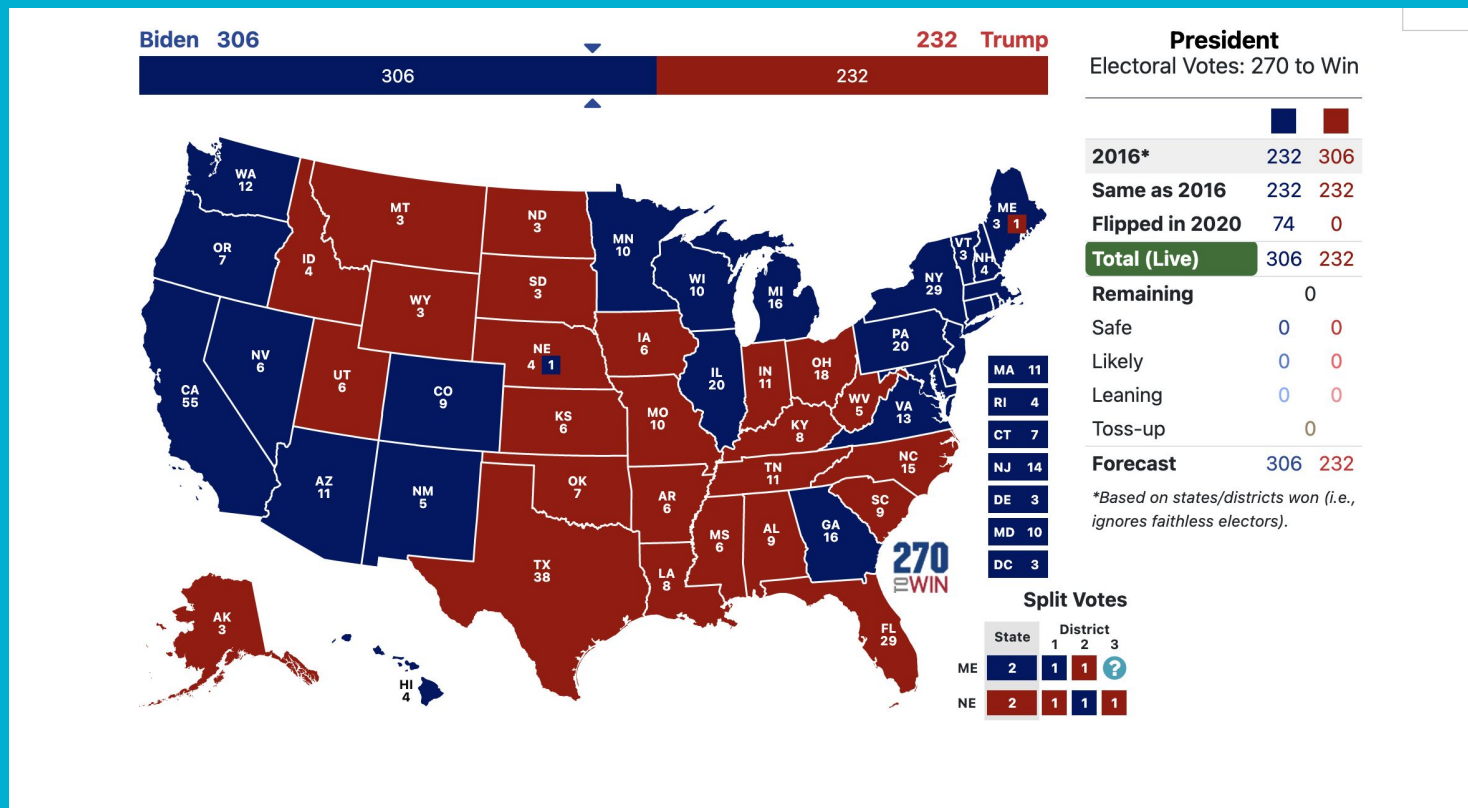 Biden 306
232 Trump
306
232
President
Electoral Votes: 270 to Win
2016* 232 306
Same as 2016 232 232
Flipped in 2020 74 0
Total (Live) 306 232
Remaining 0
Safe 0 0
Likely 0 0
Leaning 0 0
Toss-up 0
Forecast 306 232
*Based on states/districts won (i.e.,
ignores faithless electors).
WA
12
OR
7
CA
55
NV
6
ID
4
MT
3
WY
3
UT
6
CO
9
AZ
11
NM
5
ND
3
SD
3
NE
4 1
KS
6
OK
7
TX
38
MN
10
IA
6
MO
10
AR
6
LA
8
WI
10
IL
20
MI
16
IN
11
OH
18
KY
8
TN
11
MS
6
AL
9
GA
16
FL
29
SC
9
NC
15
VA
13
WV
5
PA
20
NY
29
VT
3
NH
4
ME
3 1
AK
3
HI
4
MA 11
RI 4
CT 7
NJ 14
DE 3
MD 10
DC 3
270
TO WIN
Split Votes
State District
1 2 3
ME 2 1 1 ?
NE 2 1 1 1